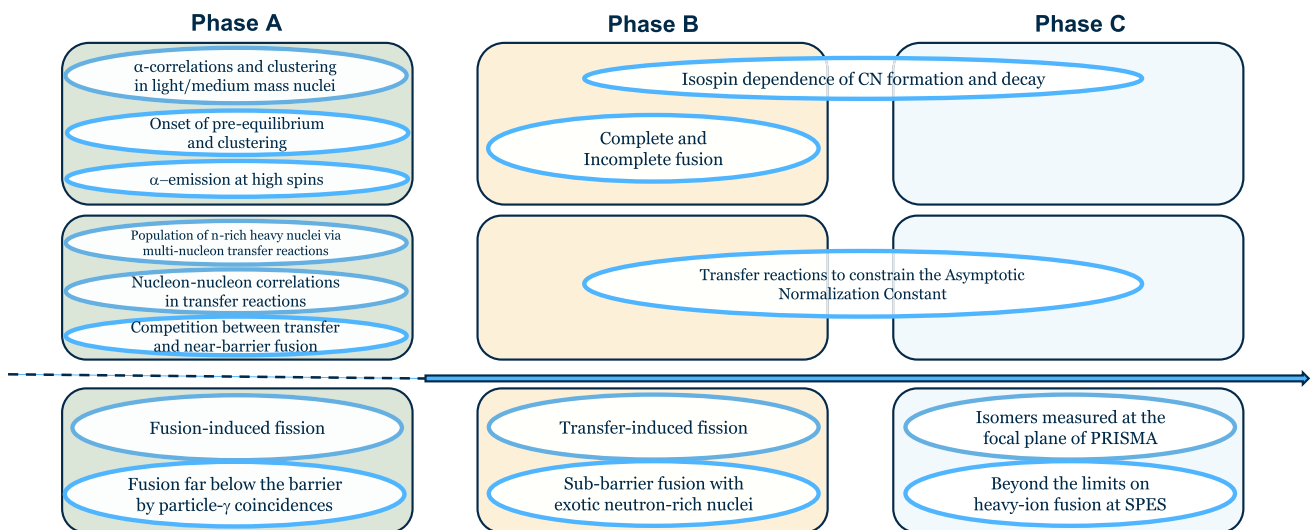 Phase A
Phase B
Phase C
α-correlations and clustering
in light/medium mass nuclei
Onset of pre-equilibrium
and clustering
α–emission at high spins
Isospin dependence of CN formation and decay
Complete and
Incomplete fusion
Population of n-rich heavy nuclei via
multi-nucleon transfer reactions
Nucleon-nucleon correlations
in transfer reactions
Competition between transfer
and near-barrier fusion
Transfer reactions to constrain the Asymptotic
Normalization Constant
Fusion-induced fission
Fusion far below the barrier
by particle-γ coincidences
Transfer-induced fission
Sub-barrier fusion with
exotic neutron-rich nuclei
Isomers measured at the
focal plane of PRISMA
Beyond the limits on
heavy-ion fusion at SPES